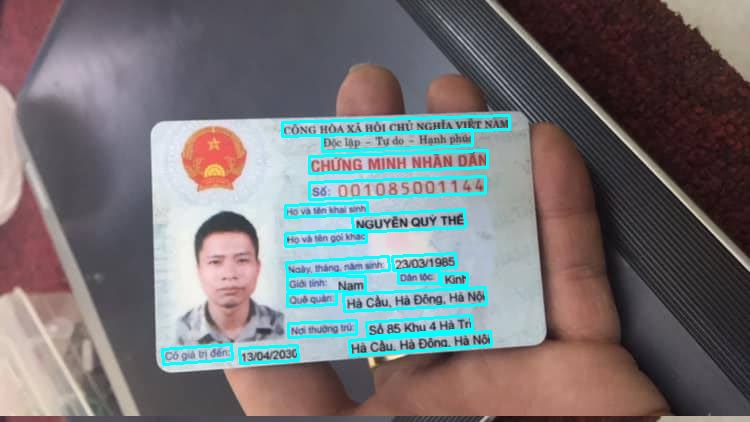 CỘNG HÒA XÃ HỘI CHỦ NGHĨA VIỆT NAM
Độc lập - Tự do - Hạnh phúc
CHỨNG MINH NHÂN DÂN
Số: 001085001144
Họ và tên khai sinh
NGUYỄN QUÝ THẾ
Họ và tên gọi khác
Ngày, tháng, năm sinh: 23/03/1985
Giới tính: Nam Dân tộc: Kinh
Quê quán: Hà Cầu, Hà Đông, Hà Nội
Nơi thường trú: Số 85 Khu 4 Hà Trì
Hà Cầu, Hà Đông, Hà Nội
Có giá trị đến: 13/04/2030